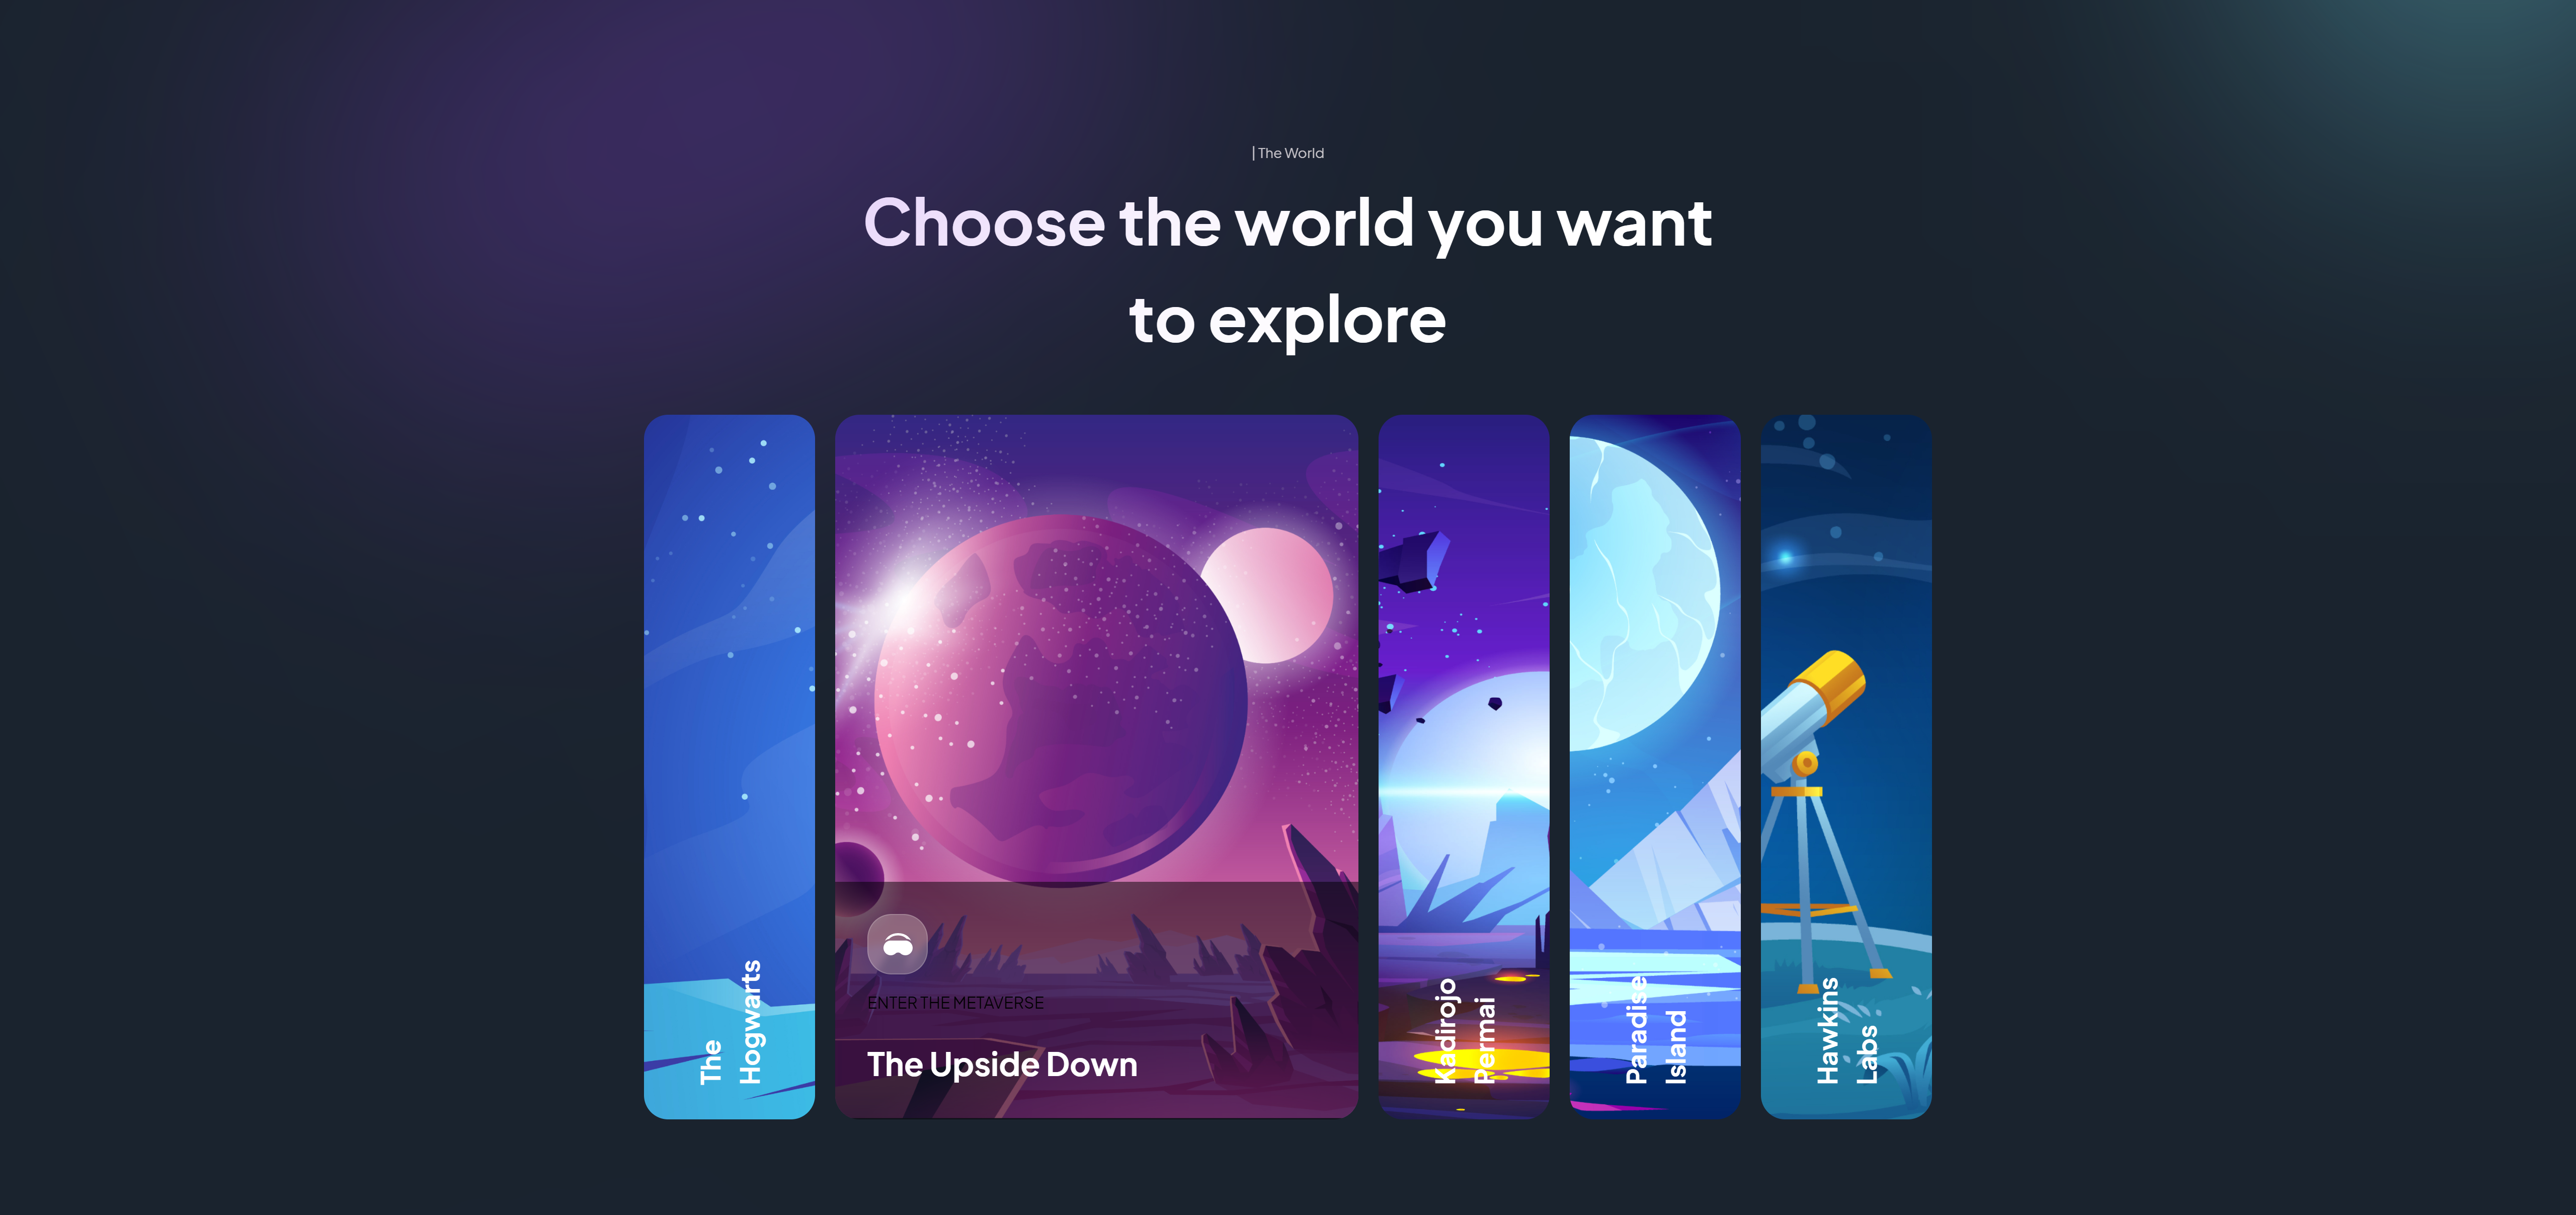 | The World
Choose the world you want
to explore
The
Hogwarts
ENTER THE METAVERSE
The Upside Down
Kadirojo
Permai
Paradise
Island
Hawkins
Labs